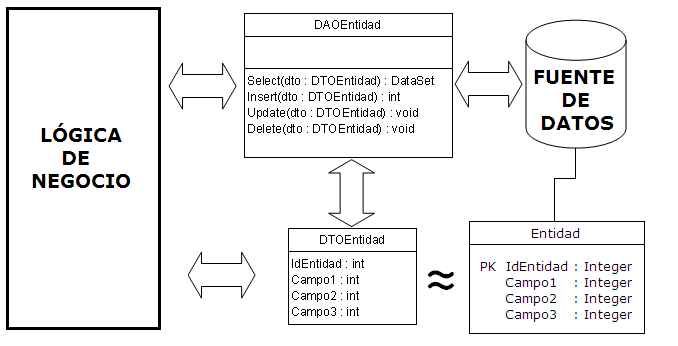 LÓGICA
DE
NEGOCIO
DAOEntidad
Select(dto : DTOEntidad) : DataSet
Insert(dto : DTOEntidad) : int
Update(dto : DTOEntidad) : void
Delete(dto : DTOEntidad) : void
FUENTE
DE
DATOS
DTOEntidad
IdEntidad : int
Campo1 : int
Campo2 : int
Campo3 : int
≈
Entidad
PK IdEntidad : Integer
Campo1 : Integer
Campo2 : Integer
Campo3 : Integer